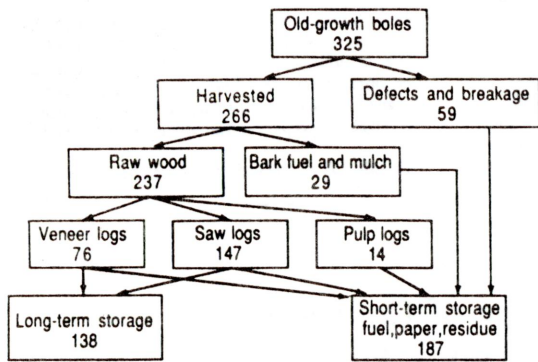 Old-growth boles
325
Harvested
266
Defects and breakage
59
Raw wood
237
Bark fuel and mulch
29
Veneer logs
76
Saw logs
147
Pulp logs
14
Long-term storage
138
Short-term storage
fuel,paper,residue
187